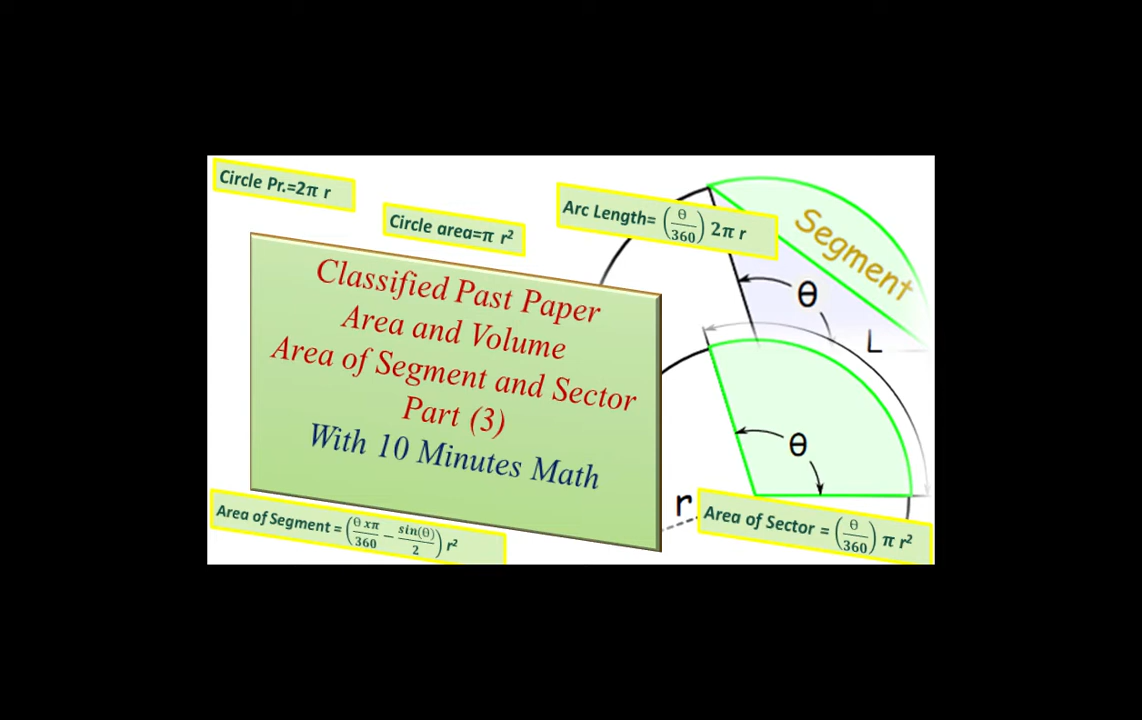 Circle Pr.=2π r
Circle area=π r²
Arc Length= (θ/360) 2π r
Segment
θ
L
Classified Past Paper
Area and Volume
Area of Segment and Sector
Part (3)
With 10 Minutes Math
θ
r
Area of Segment = (θ xπ/360 − sin(θ)/2) r²
Area of Sector = (θ/360) π r²